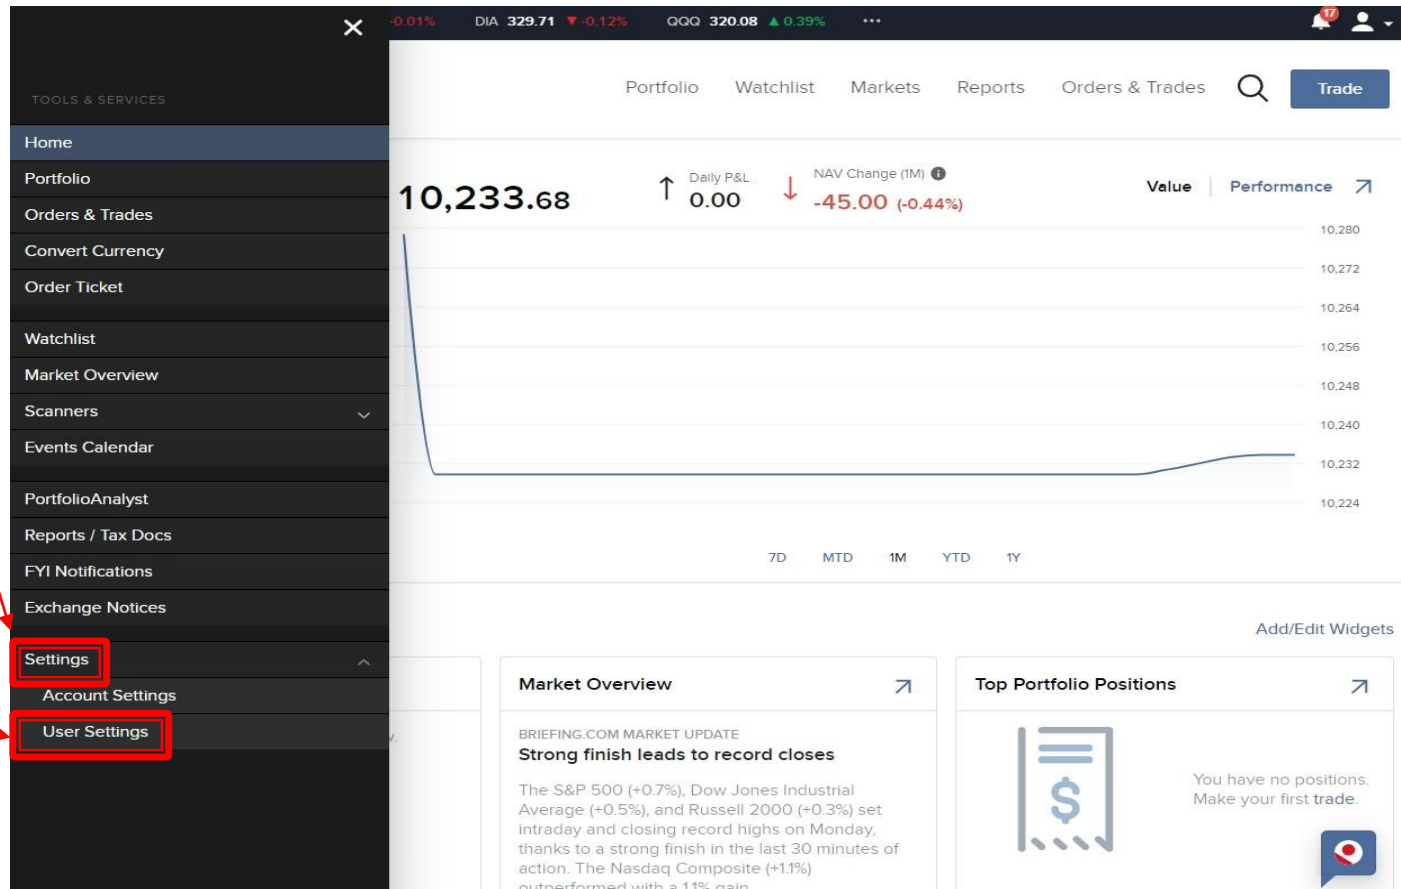 -0.01% DIA 329.71 ▼ -0.12% QQQ 320.08 ▲ 0.39% ••• 17
TOOLS & SERVICES
Home
Portfolio
Orders & Trades
Convert Currency
Order Ticket
Watchlist
Market Overview
Scanners
Events Calendar
PortfolioAnalyst
Reports / Tax Docs
FYI Notifications
Exchange Notices
Settings
Account Settings
User Settings
Portfolio Watchlist Markets Reports Orders & Trades Trade
10,233.68
Daily P&L
0.00
NAV Change (1M)
-45.00 (-0.44%)
Value Performance
10,280
10,272
10,264
10,256
10,248
10,240
10,232
10,224
7D MTD 1M YTD 1Y
Add/Edit Widgets
Market Overview
BRIEFING.COM MARKET UPDATE
Strong finish leads to record closes
The S&P 500 (+0.7%), Dow Jones Industrial
Average (+0.5%), and Russell 2000 (+0.3%) set
intraday and closing record highs on Monday,
thanks to a strong finish in the last 30 minutes of
action. The Nasdaq Composite (+1.1%)
outperformed with a 1.1% gain.
Top Portfolio Positions
$
You have no positions.
Make your first trade.